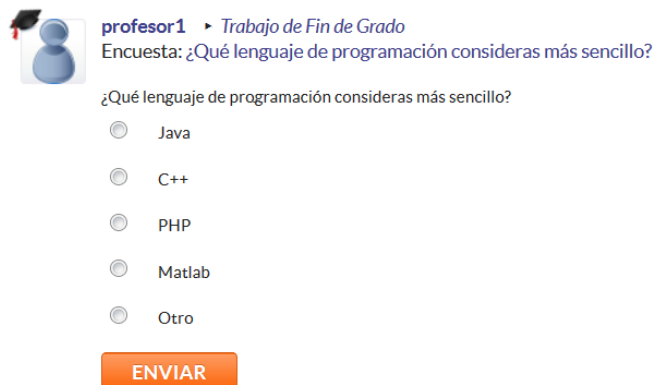 profesor1 ▸ Trabajo de Fin de Grado
Encuesta: ¿Qué lenguaje de programación consideras más sencillo?
¿Qué lenguaje de programación consideras más sencillo?
Java
C++
PHP
Matlab
Otro
ENVIAR